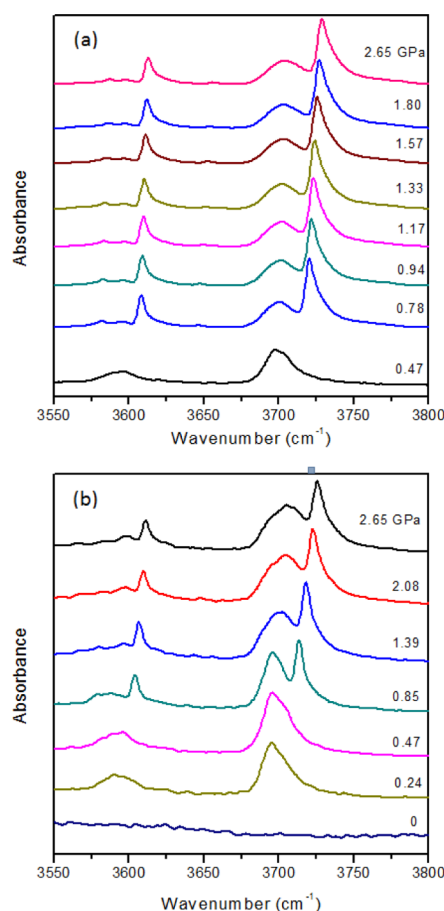 (a)
2.65 GPa
1.80
1.57
1.33
1.17
0.94
0.78
0.47
Absorbance
3550 3600 3650 3700 3750 3800
Wavenumber (cm-1)
(b)
2.65 GPa
2.08
1.39
0.85
0.47
0.24
0
Absorbance
3550 3600 3650 3700 3750 3800
Wavenumber (cm-1)